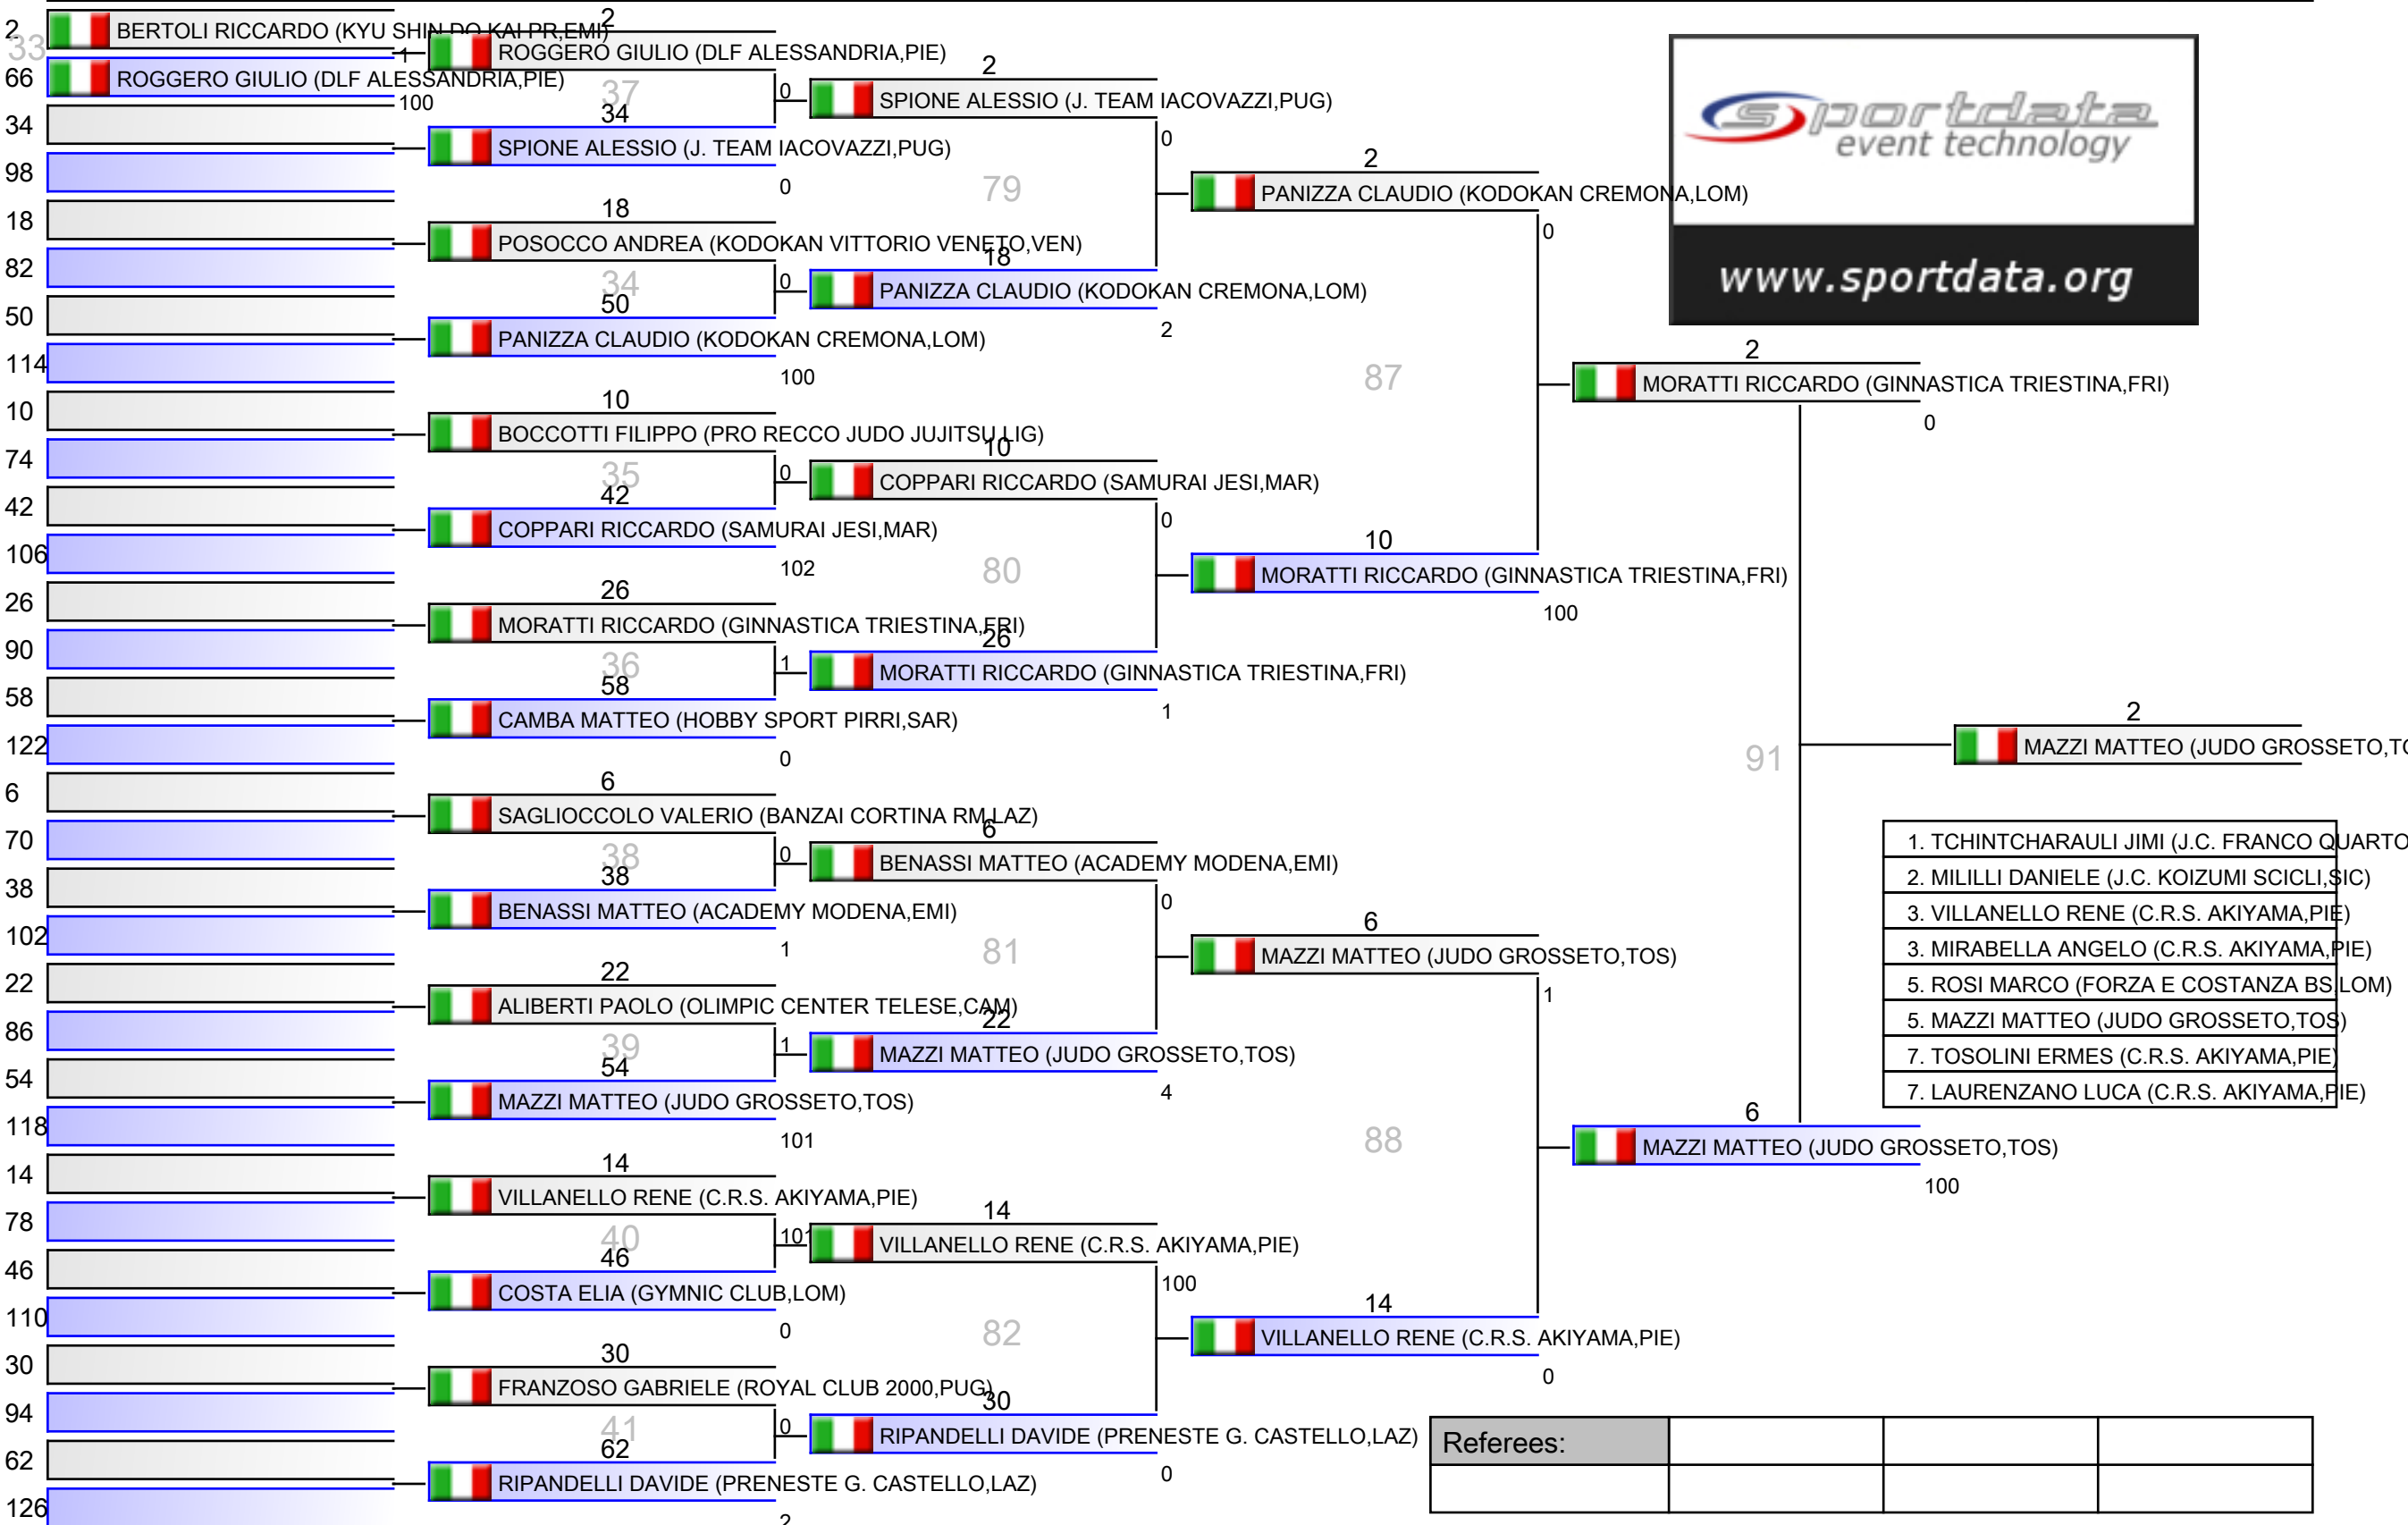 2
BERTOLI RICCARDO (KYU SHIN DO KAI PR,EMI)
33
1
66
ROGGERO GIULIO (DLF ALESSANDRIA,PIE)
100
34
98
18
82
50
114
10
74
42
106
26
90
58
122
6
70
38
102
22
86
54
118
14
78
46
110
30
94
62
126
2
ROGGERO GIULIO (DLF ALESSANDRIA,PIE)
37
0
34
SPIONE ALESSIO (J. TEAM IACOVAZZI,PUG)
0
18
POSOCCO ANDREA (KODOKAN VITTORIO VENETO,VEN)
34
0
50
PANIZZA CLAUDIO (KODOKAN CREMONA,LOM)
100
10
BOCCOTTI FILIPPO (PRO RECCO JUDO JUJITSU,LIG)
35
0
42
COPPARI RICCARDO (SAMURAI JESI,MAR)
102
26
MORATTI RICCARDO (GINNASTICA TRIESTINA,FRI)
36
1
58
CAMBA MATTEO (HOBBY SPORT PIRRI,SAR)
0
6
SAGLIOCCOLO VALERIO (BANZAI CORTINA RM,LAZ)
38
0
38
BENASSI MATTEO (ACADEMY MODENA,EMI)
1
22
ALIBERTI PAOLO (OLIMPIC CENTER TELESE,CAM)
39
1
54
MAZZI MATTEO (JUDO GROSSETO,TOS)
101
14
VILLANELLO RENE (C.R.S. AKIYAMA,PIE)
40
101
46
COSTA ELIA (GYMNIC CLUB,LOM)
0
30
FRANZOSO GABRIELE (ROYAL CLUB 2000,PUG)
41
0
62
RIPANDELLI DAVIDE (PRENESTE G. CASTELLO,LAZ)
2
2
SPIONE ALESSIO (J. TEAM IACOVAZZI,PUG)
0
79
18
PANIZZA CLAUDIO (KODOKAN CREMONA,LOM)
2
10
COPPARI RICCARDO (SAMURAI JESI,MAR)
0
80
26
MORATTI RICCARDO (GINNASTICA TRIESTINA,FRI)
1
6
BENASSI MATTEO (ACADEMY MODENA,EMI)
0
81
22
MAZZI MATTEO (JUDO GROSSETO,TOS)
4
14
VILLANELLO RENE (C.R.S. AKIYAMA,PIE)
100
82
30
RIPANDELLI DAVIDE (PRENESTE G. CASTELLO,LAZ)
0
2
PANIZZA CLAUDIO (KODOKAN CREMONA,LOM)
0
87
10
MORATTI RICCARDO (GINNASTICA TRIESTINA,FRI)
100
6
MAZZI MATTEO (JUDO GROSSETO,TOS)
1
88
14
VILLANELLO RENE (C.R.S. AKIYAMA,PIE)
0
sportdata
event technology
www.sportdata.org
2
MORATTI RICCARDO (GINNASTICA TRIESTINA,FRI)
0
91
6
MAZZI MATTEO (JUDO GROSSETO,TOS)
100
2
MAZZI MATTEO (JUDO GROSSETO,TO
1. TCHINTCHARAULI JIMI (J.C. FRANCO QUARTO
2. MILILLI DANIELE (J.C. KOIZUMI SCICLI,SIC)
3. VILLANELLO RENE (C.R.S. AKIYAMA,PIE)
3. MIRABELLA ANGELO (C.R.S. AKIYAMA,PIE)
5. ROSI MARCO (FORZA E COSTANZA BS,LOM)
5. MAZZI MATTEO (JUDO GROSSETO,TOS)
7. TOSOLINI ERMES (C.R.S. AKIYAMA,PIE)
7. LAURENZANO LUCA (C.R.S. AKIYAMA,PIE)
Referees: